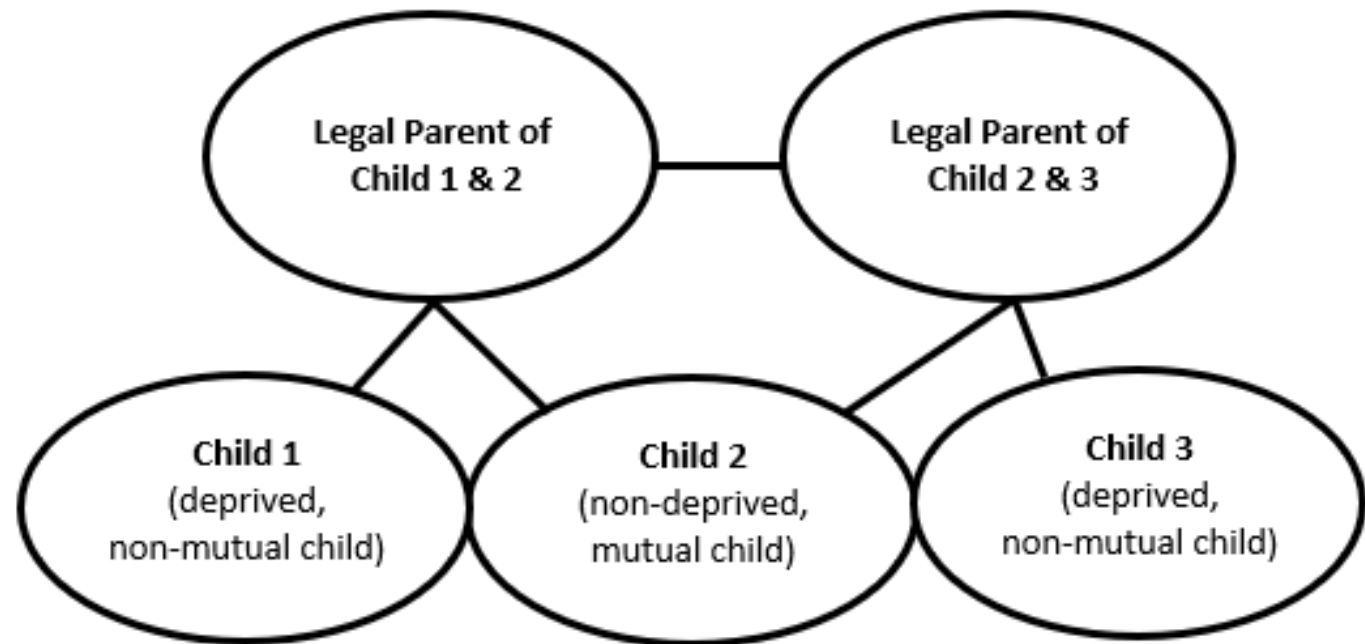 Legal Parent of
Child 1 & 2
Legal Parent of
Child 2 & 3
Child 1
(deprived,
non-mutual child)
Child 2
(non-deprived,
mutual child)
Child 3
(deprived,
non-mutual child)